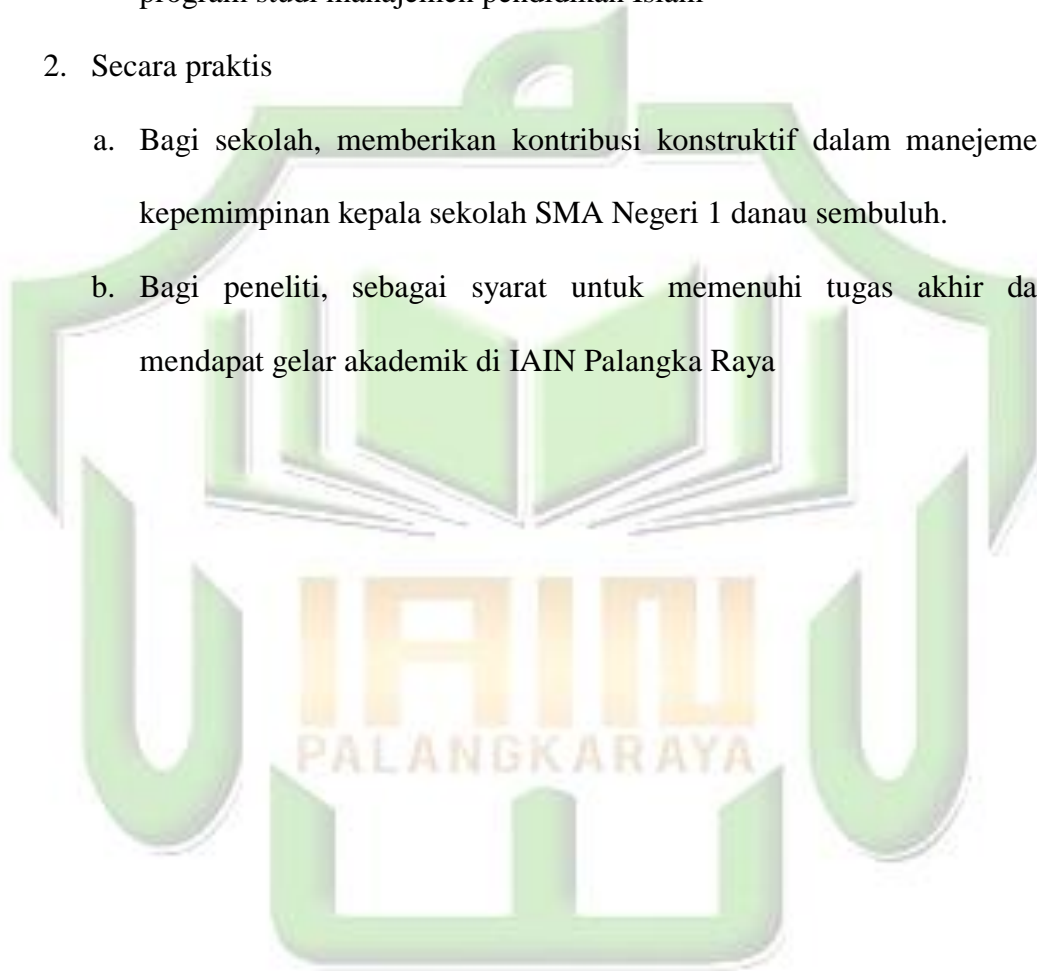 program studi manajemen pendidikan Islam
2. Secara praktis
a. Bagi sekolah, memberikan kontribusi konstruktif dalam manejeme
kepemimpinan kepala sekolah SMA Negeri 1 danau sembuluh.
b. Bagi peneliti, sebagai syarat untuk memenuhi tugas akhir da
mendapat gelar akademik di IAIN Palangka Raya
IAIN
PALANGKARAYA